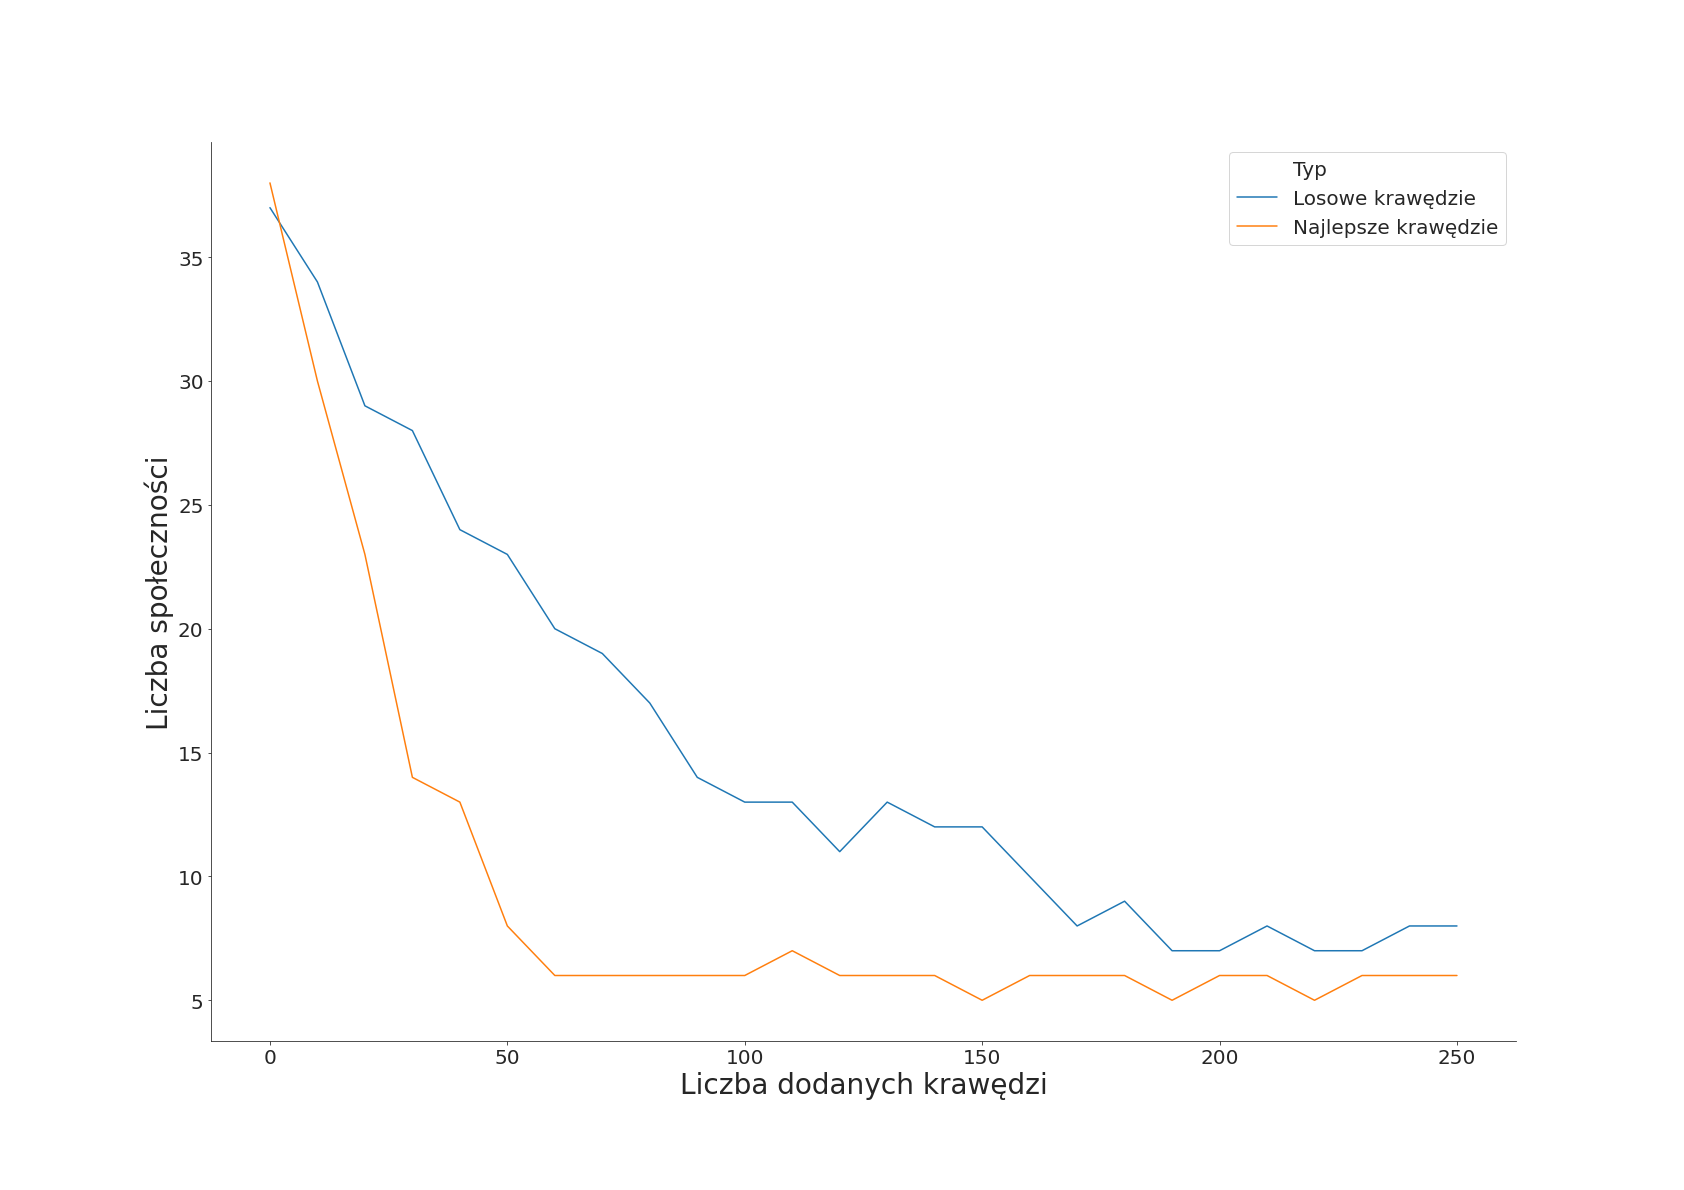 Typ
Losowe krawędzie
Najlepsze krawędzie
35
30
25
20
15
10
5
Liczba społeczności
0 50 100 150 200 250
Liczba dodanych krawędzi